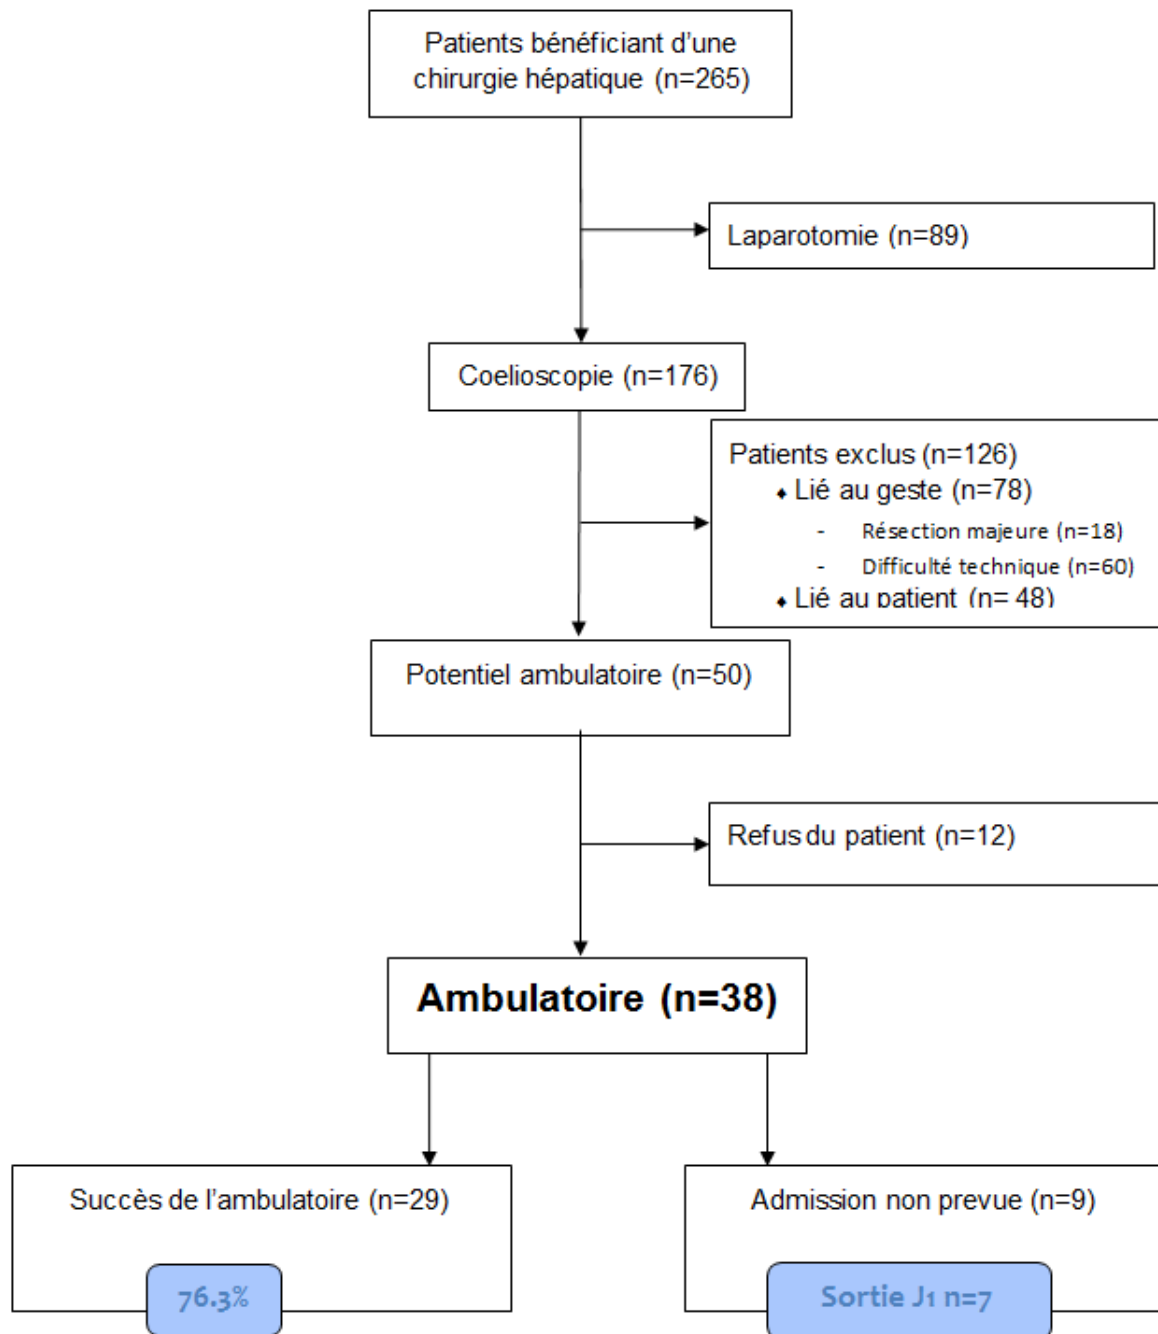 Patients bénéficiant d'une
chirurgie hépatique (n=265)
Laparotomie (n=89)
Coelioscopie (n=176)
Patients exclus (n=126)
♦ Lié au geste (n=78)
- Résection majeure (n=18)
- Difficulté technique (n=60)
♦ Lié au patient (n= 48)
Potentiel ambulatoire (n=50)
Refus du patient (n=12)
Ambulatoire (n=38)
Succès de l'ambulatoire (n=29)
76.3%
Admission non prevue (n=9)
Sortie J1 n=7